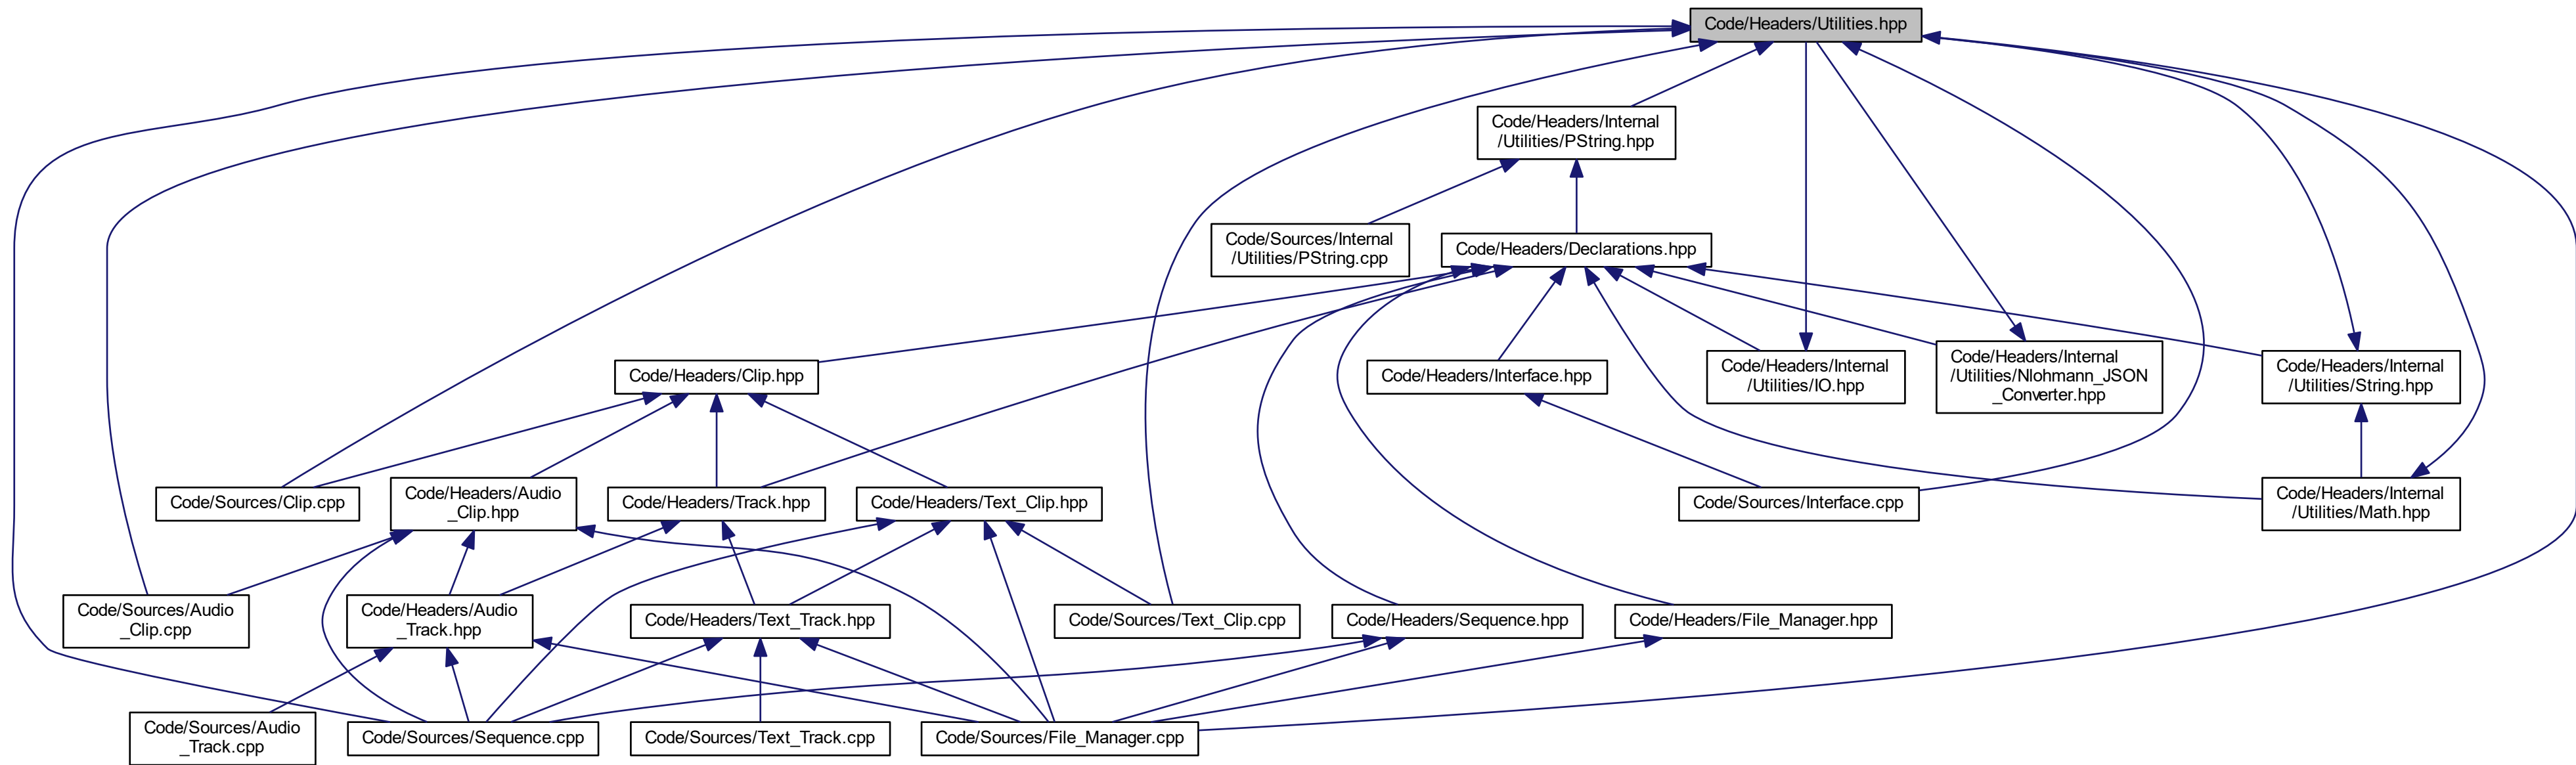 Code/Headers/Utilities.hpp
Code/Headers/Internal
/Utilities/PString.hpp
Code/Sources/Internal
/Utilities/PString.cpp
Code/Headers/Declarations.hpp
Code/Headers/Clip.hpp
Code/Headers/Interface.hpp
Code/Headers/Internal
/Utilities/IO.hpp
Code/Headers/Internal
/Utilities/Nlohmann_JSON
_Converter.hpp
Code/Headers/Internal
/Utilities/String.hpp
Code/Sources/Clip.cpp
Code/Headers/Audio
_Clip.hpp
Code/Headers/Track.hpp
Code/Headers/Text_Clip.hpp
Code/Sources/Interface.cpp
Code/Headers/Internal
/Utilities/Math.hpp
Code/Sources/Audio
_Clip.cpp
Code/Headers/Audio
_Track.hpp
Code/Headers/Text_Track.hpp
Code/Sources/Text_Clip.cpp
Code/Headers/Sequence.hpp
Code/Headers/File_Manager.hpp
Code/Sources/Audio
_Track.cpp
Code/Sources/Sequence.cpp
Code/Sources/Text_Track.cpp
Code/Sources/File_Manager.cpp